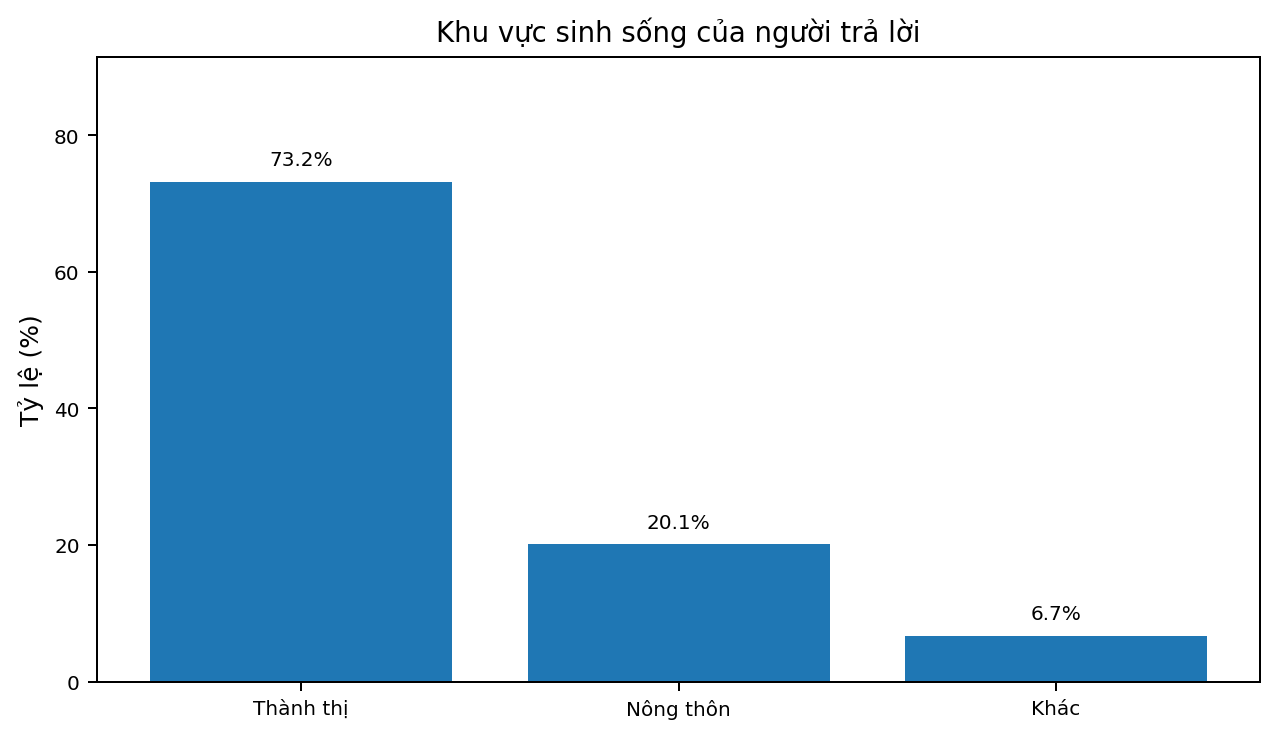 Khu vực sinh sống của người trả lời
Tỷ lệ (%)
80
60
40
20
0
73.2%
20.1%
6.7%
Thành thị
Nông thôn
Khác